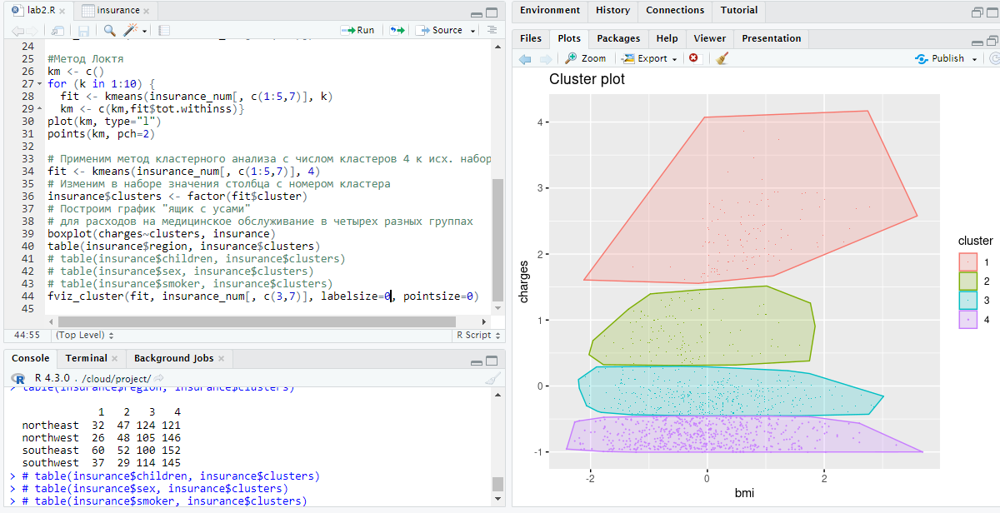 lab2.R
insurance
Run
Source
24
25 #Метод Локтя
26 km <- c()
27 for (k in 1:10) {
28 fit <- kmeans(insurance_num[, c(1:5,7)], k)
29 km <- c(km,fit$tot.withinss)}
30 plot(km, type="l")
31 points(km, pch=2)
32
33 # Применим метод кластерного анализа с числом кластеров 4 к исх. набор
34 fit <- kmeans(insurance_num[, c(1:5,7)], 4)
35 # Изменим в наборе значения столбца с номером кластера
36 insurance$clusters <- factor(fit$cluster)
37 # Построим график "ящик с усами"
38 # для расходов на медицинское обслуживание в четырех разных группах
39 boxplot(charges~clusters, insurance)
40 table(insurance$region, insurance$clusters)
41 # table(insurance$children, insurance$clusters)
42 # table(insurance$sex, insurance$clusters)
43 # table(insurance$smoker, insurance$clusters)
44 fviz_cluster(fit, insurance_num[, c(3,7)], labelsize=0, pointsize=0)
45
44:55 (Top Level) R Script
Console Terminal Background Jobs
R 4.3.0 . /cloud/project/
> table(insurance$region, insurance$clusters)
1 2 3 4
northeast 32 47 124 121
northwest 26 48 105 146
southeast 60 52 100 152
southwest 37 29 114 145
> # table(insurance$children, insurance$clusters)
> # table(insurance$sex, insurance$clusters)
> # table(insurance$smoker, insurance$clusters)
Environment History Connections Tutorial
Files Plots Packages Help Viewer Presentation
Zoom Export Publish
Cluster plot
4
3
2
1
0
-1
charges
-2 0 2
bmi
cluster
1
2
3
4